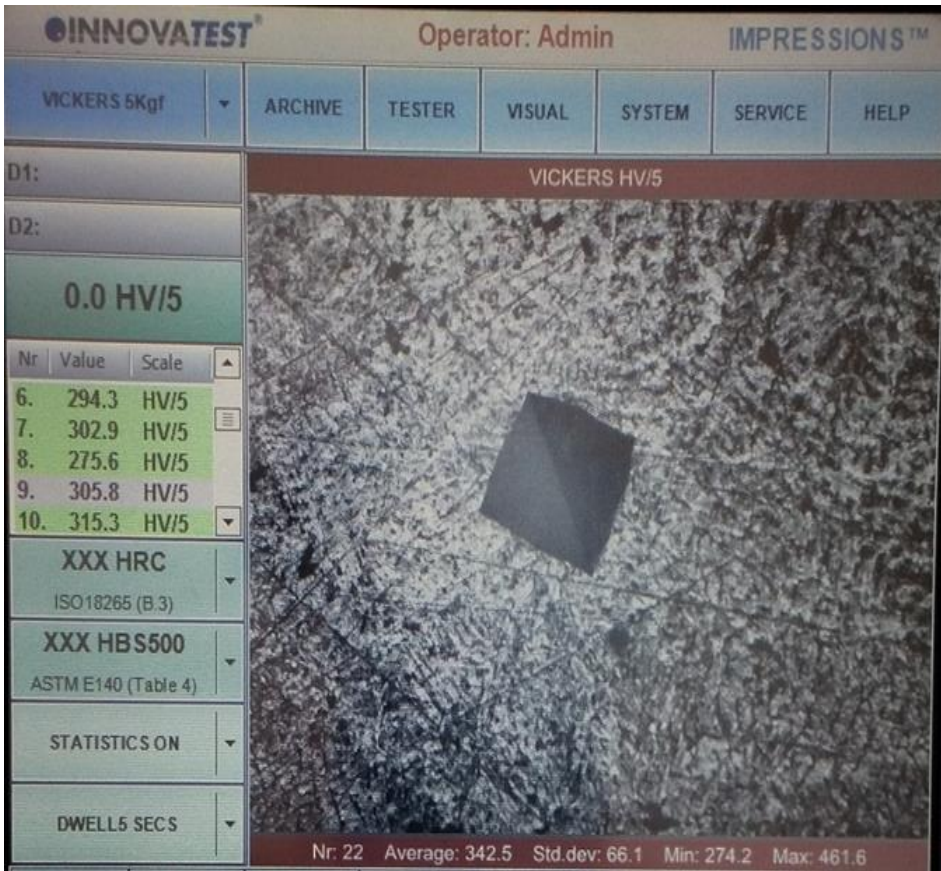 INNOVATEST® Operator: Admin IMPRESSIONS™
VICKERS 5Kgf ARCHIVE TESTER VISUAL SYSTEM SERVICE HELP
D1:
D2:
0.0 HV/5
Nr Value Scale
6. 294.3 HV/5
7. 302.9 HV/5
8. 275.6 HV/5
9. 305.8 HV/5
10. 315.3 HV/5
XXX HRC
ISO18265 (B.3)
XXX HBS500
ASTM E140 (Table 4)
STATISTICS ON
DWELL5 SECS
VICKERS HV/5
Nr: 22 Average: 342.5 Std.dev: 66.1 Min: 274.2 Max: 461.6